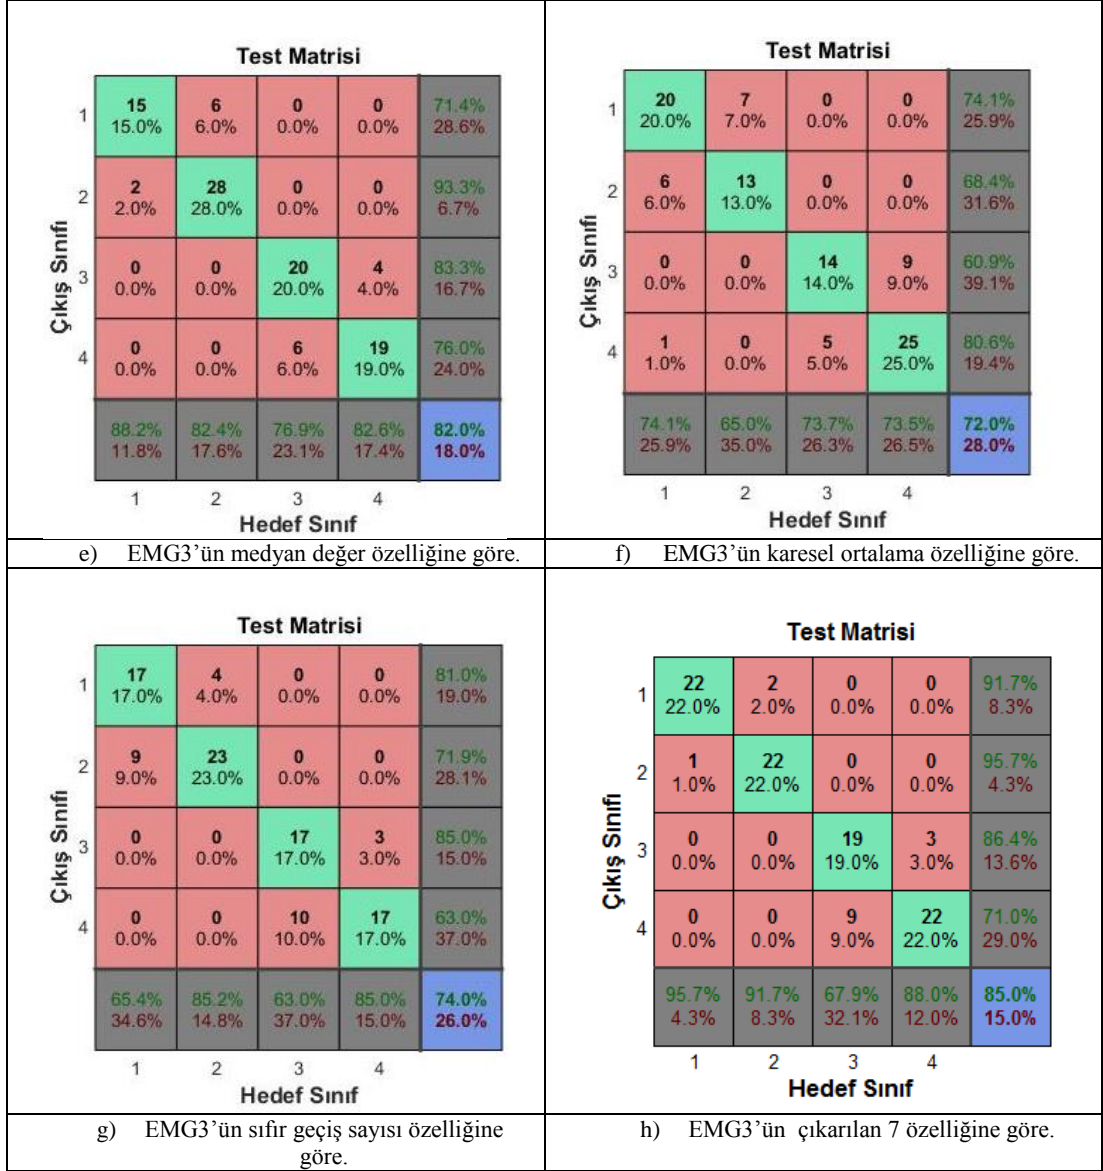 Test Matrisi
1 15 6 0 0 71.4%
15.0% 6.0% 0.0% 0.0% 28.6%
2 2 28 0 0 93.3%
2.0% 28.0% 0.0% 0.0% 6.7%
3 0 0 20 4 83.3%
0.0% 0.0% 20.0% 4.0% 16.7%
4 0 0 6 19 76.0%
0.0% 0.0% 6.0% 19.0% 24.0%
88.2% 82.4% 76.9% 82.6% 82.0%
11.8% 17.6% 23.1% 17.4% 18.0%
1 2 3 4
Çıkış Sınıfı
Hedef Sınıf
e) EMG3’ün medyan değer özelliğine göre.
Test Matrisi
1 20 7 0 0 74.1%
20.0% 7.0% 0.0% 0.0% 25.9%
2 6 13 0 0 68.4%
6.0% 13.0% 0.0% 0.0% 31.6%
3 0 0 14 9 60.9%
0.0% 0.0% 14.0% 9.0% 39.1%
4 1 0 5 25 80.6%
1.0% 0.0% 5.0% 25.0% 19.4%
74.1% 65.0% 73.7% 73.5% 72.0%
25.9% 35.0% 26.3% 26.5% 28.0%
1 2 3 4
Çıkış Sınıfı
Hedef Sınıf
f) EMG3’ün karesel ortalama özelliğine göre.
Test Matrisi
1 17 4 0 0 81.0%
17.0% 4.0% 0.0% 0.0% 19.0%
2 9 23 0 0 71.9%
9.0% 23.0% 0.0% 0.0% 28.1%
3 0 0 17 3 85.0%
0.0% 0.0% 17.0% 3.0% 15.0%
4 0 0 10 17 63.0%
0.0% 0.0% 10.0% 17.0% 37.0%
65.4% 85.2% 63.0% 85.0% 74.0%
34.6% 14.8% 37.0% 15.0% 26.0%
1 2 3 4
Çıkış Sınıfı
Hedef Sınıf
g) EMG3’ün sıfır geçiş sayısı özelliğine
göre.
Test Matrisi
1 22 2 0 0 91.7%
22.0% 2.0% 0.0% 0.0% 8.3%
2 1 22 0 0 95.7%
1.0% 22.0% 0.0% 0.0% 4.3%
3 0 0 19 3 86.4%
0.0% 0.0% 19.0% 3.0% 13.6%
4 0 0 9 22 71.0%
0.0% 0.0% 9.0% 22.0% 29.0%
95.7% 91.7% 67.9% 88.0% 85.0%
4.3% 8.3% 32.1% 12.0% 15.0%
1 2 3 4
Çıkış Sınıfı
Hedef Sınıf
h) EMG3’ün çıkarılan 7 özelliğine göre.